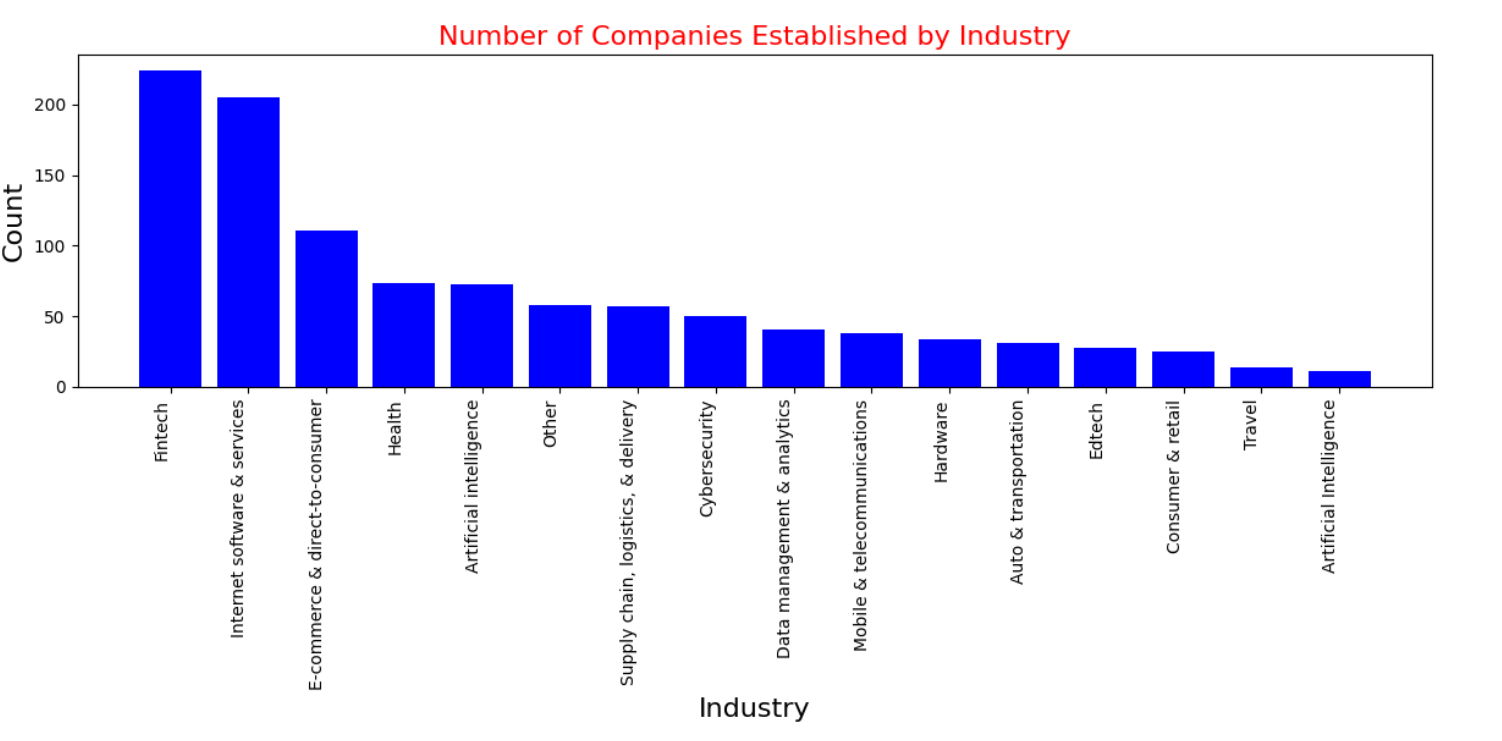 Number of Companies Established by Industry
Count
200
150
100
50
0
Fintech
Internet software & services
E-commerce & direct-to-consumer
Health
Artificial intelligence
Other
Supply chain, logistics, & delivery
Cybersecurity
Data management & analytics
Mobile & telecommunications
Hardware
Auto & transportation
Edtech
Consumer & retail
Travel
Artificial Intelligence
Industry